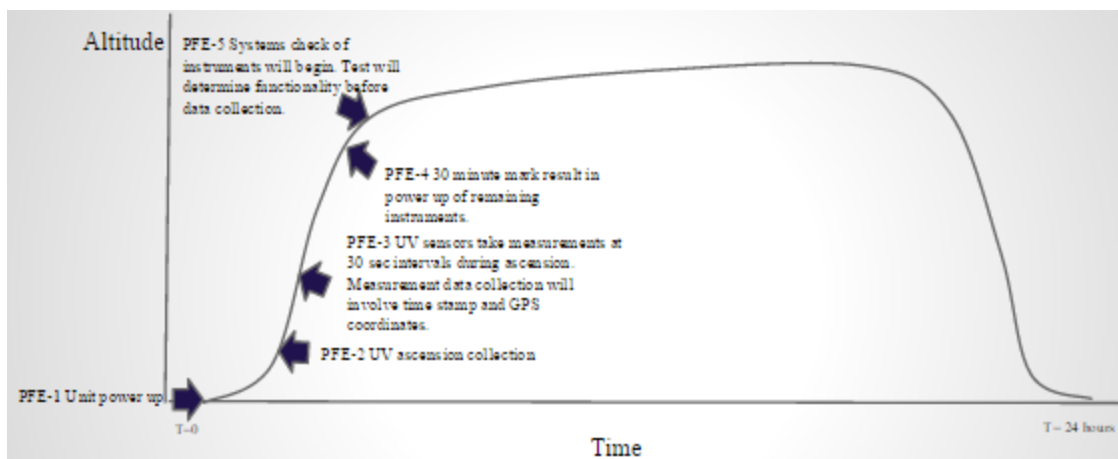 Altitude
PFE-5 Systems check of
instruments will begin. Test will
determine functionality before
data collection.
PFE-4 30 minute mark result in
power up of remaining
instruments.
PFE-3 UV sensors take measurements at
30 sec intervals during ascension.
Measurement data collection will
involve time stamp and GPS
coordinates.
PFE-2 UV ascension collection
PFE-1 Unit power up
T–0
T – 24 hours
Time